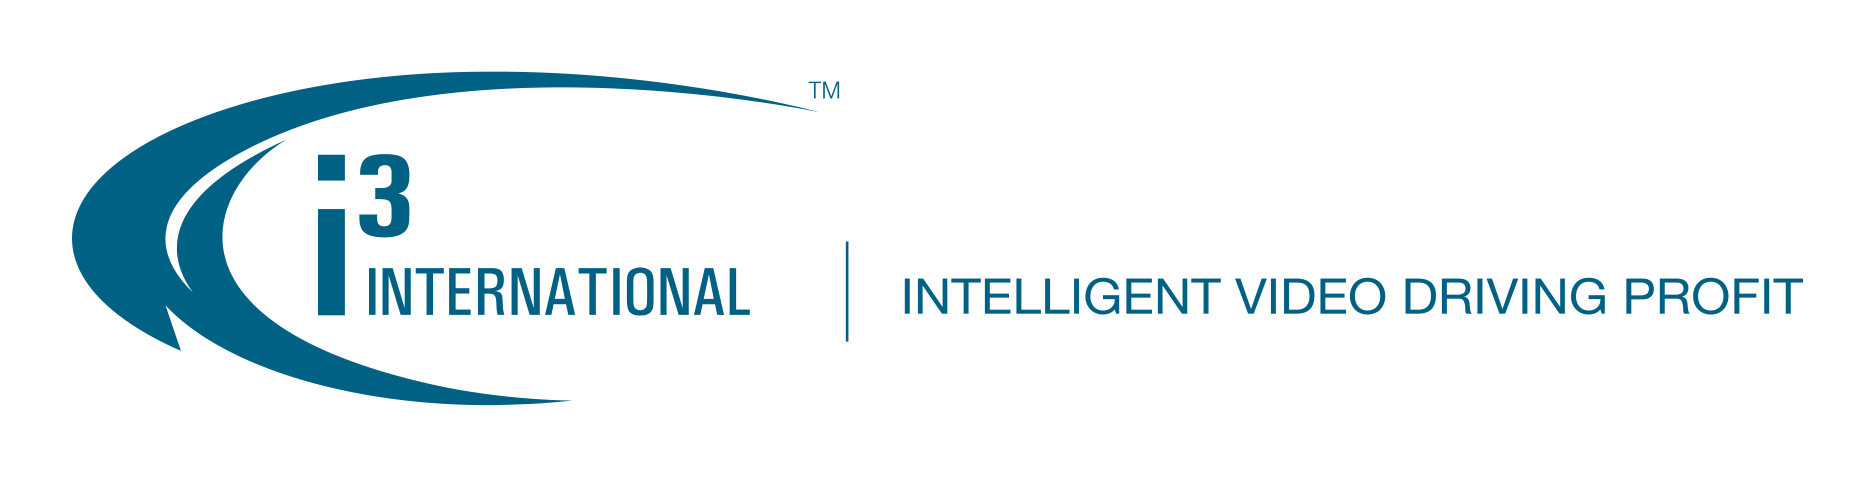 i³
INTERNATIONAL
™
INTELLIGENT VIDEO DRIVING PROFIT